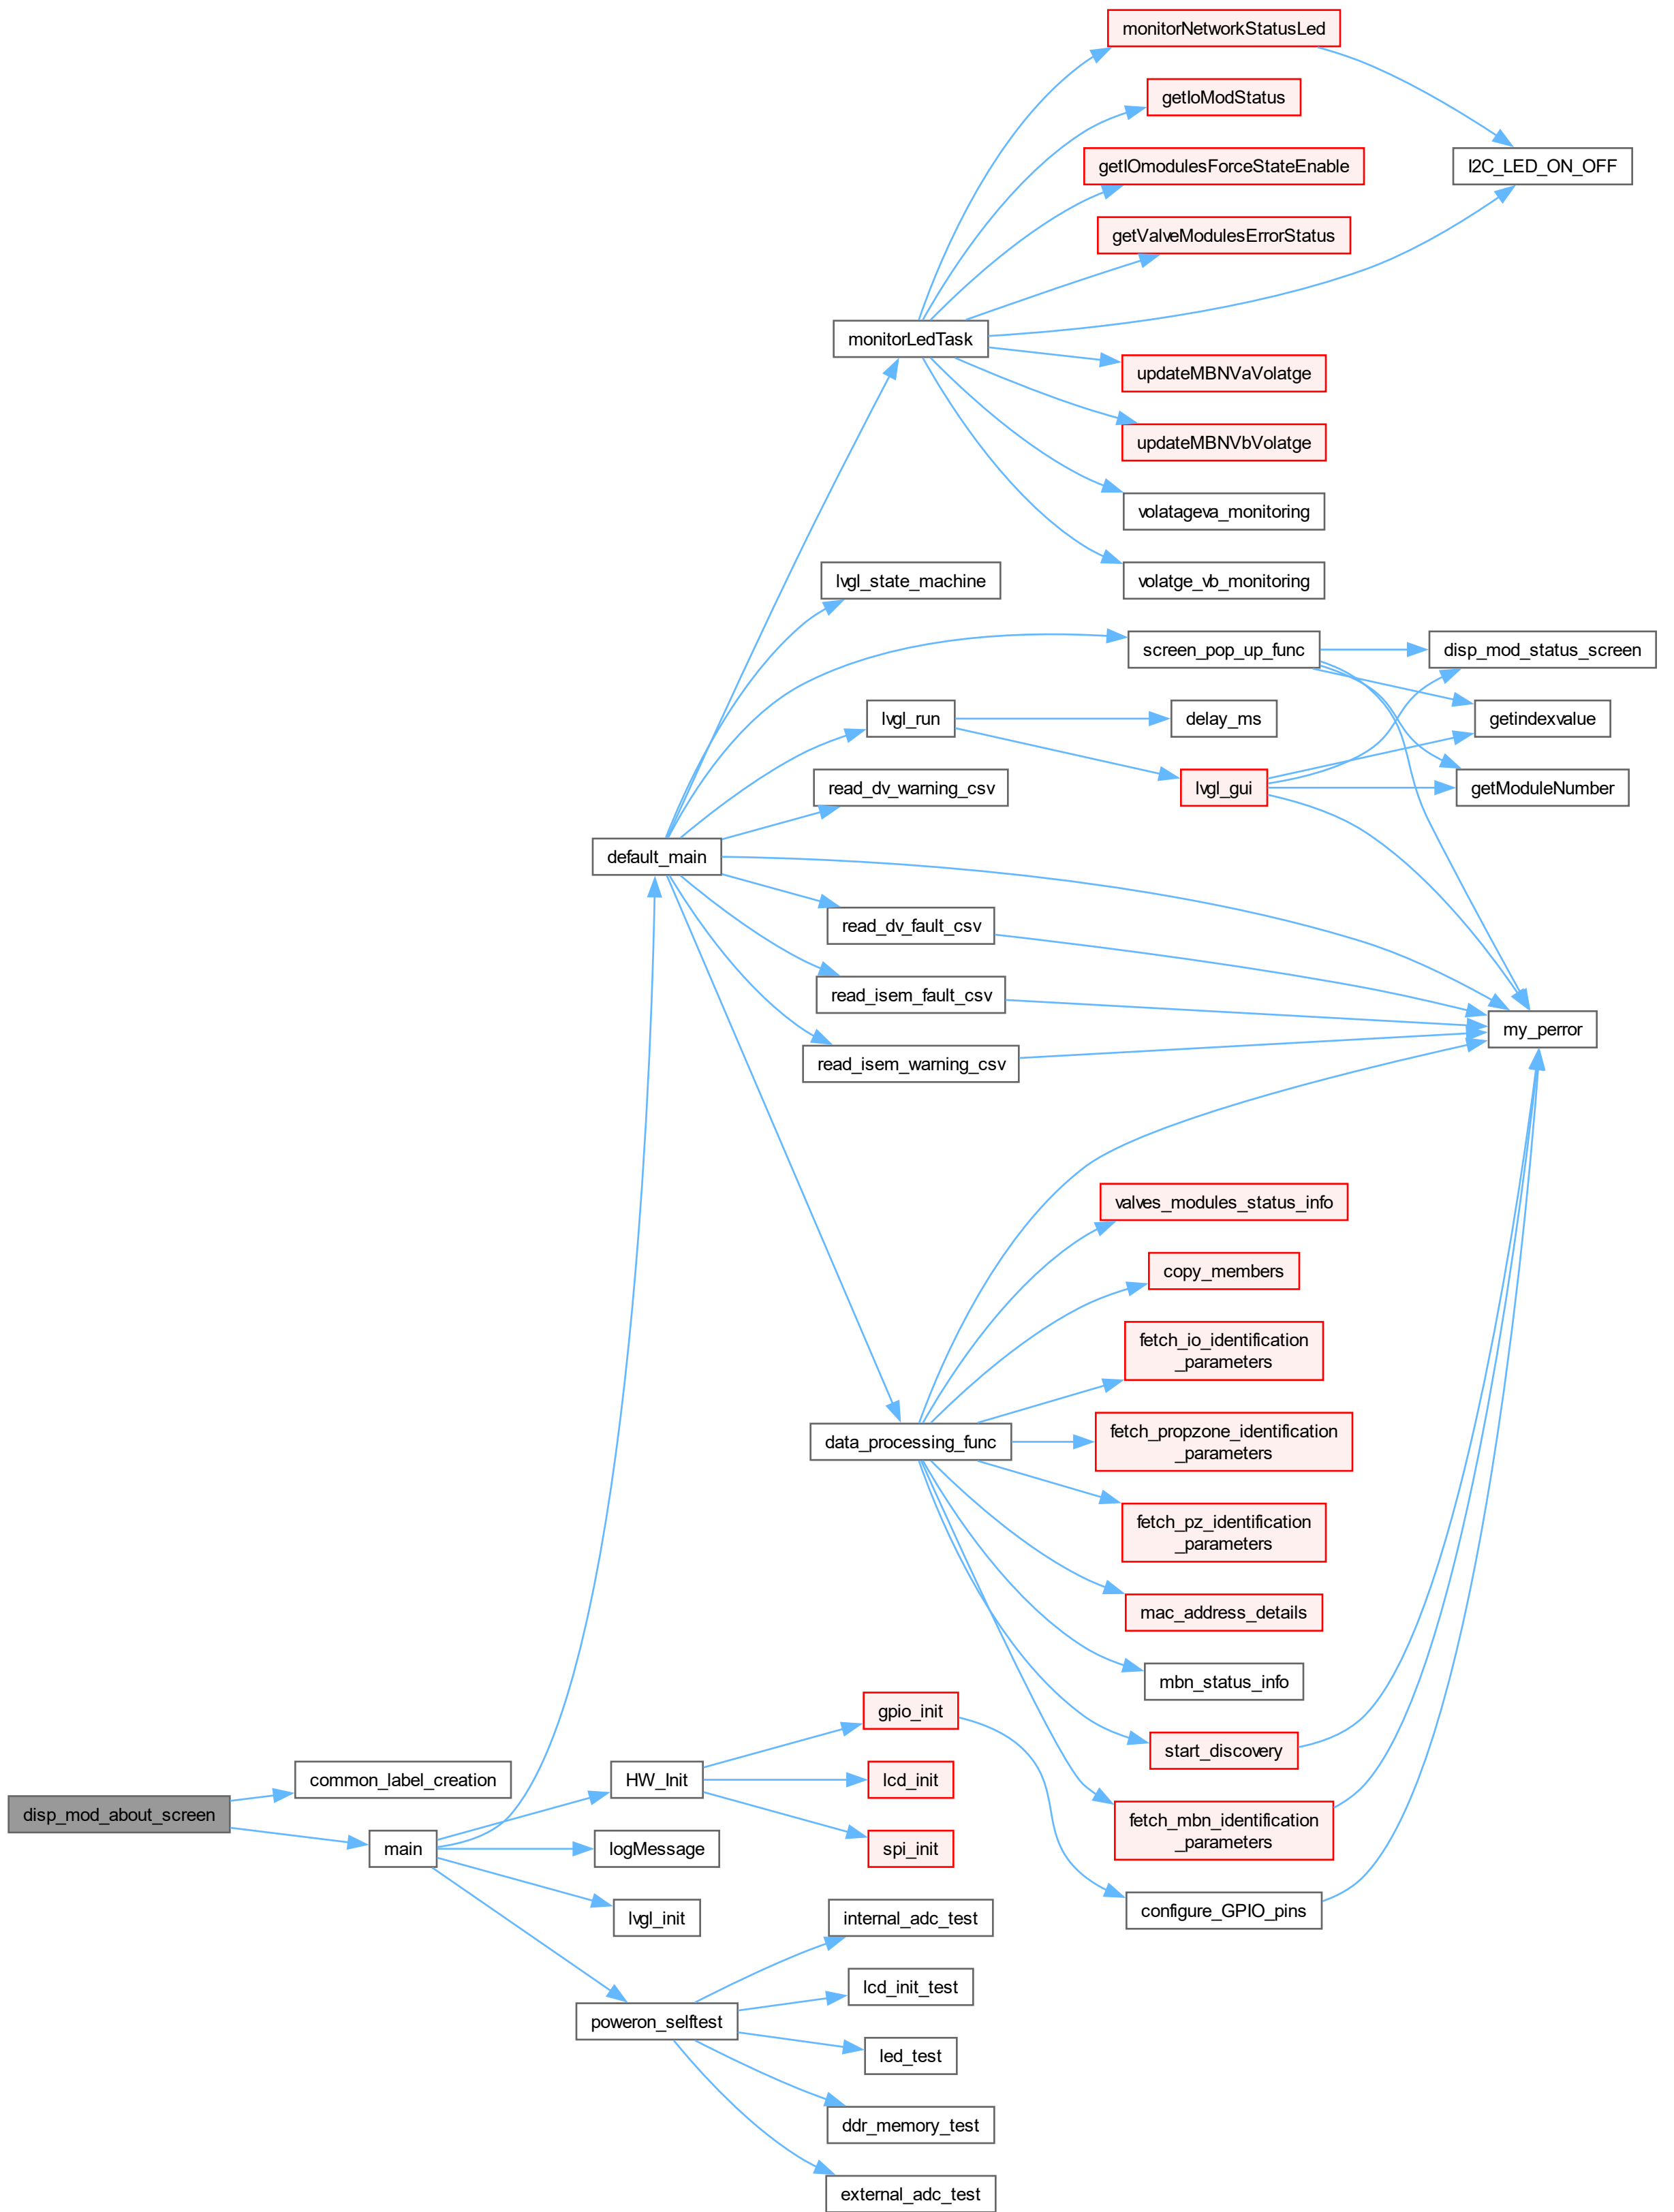 monitorNetworkStatusLed
getIoModStatus
getIOmodulesForceStateEnable
I2C_LED_ON_OFF
getValveModulesErrorStatus
monitorLedTask
updateMBNVaVolatge
updateMBNVbVolatge
volatageva_monitoring
volatge_vb_monitoring
lvgl_state_machine
screen_pop_up_func
disp_mod_status_screen
lvgl_run
delay_ms
getindexvalue
read_dv_warning_csv
lvgl_gui
getModuleNumber
default_main
read_dv_fault_csv
read_isem_fault_csv
my_perror
read_isem_warning_csv
valves_modules_status_info
copy_members
fetch_io_identification
_parameters
data_processing_func
fetch_propzone_identification
_parameters
fetch_pz_identification
_parameters
mac_address_details
mbn_status_info
gpio_init
start_discovery
common_label_creation
HW_Init
lcd_init
disp_mod_about_screen
fetch_mbn_identification
_parameters
main
logMessage
spi_init
lvgl_init
internal_adc_test
configure_GPIO_pins
lcd_init_test
poweron_selftest
led_test
ddr_memory_test
external_adc_test